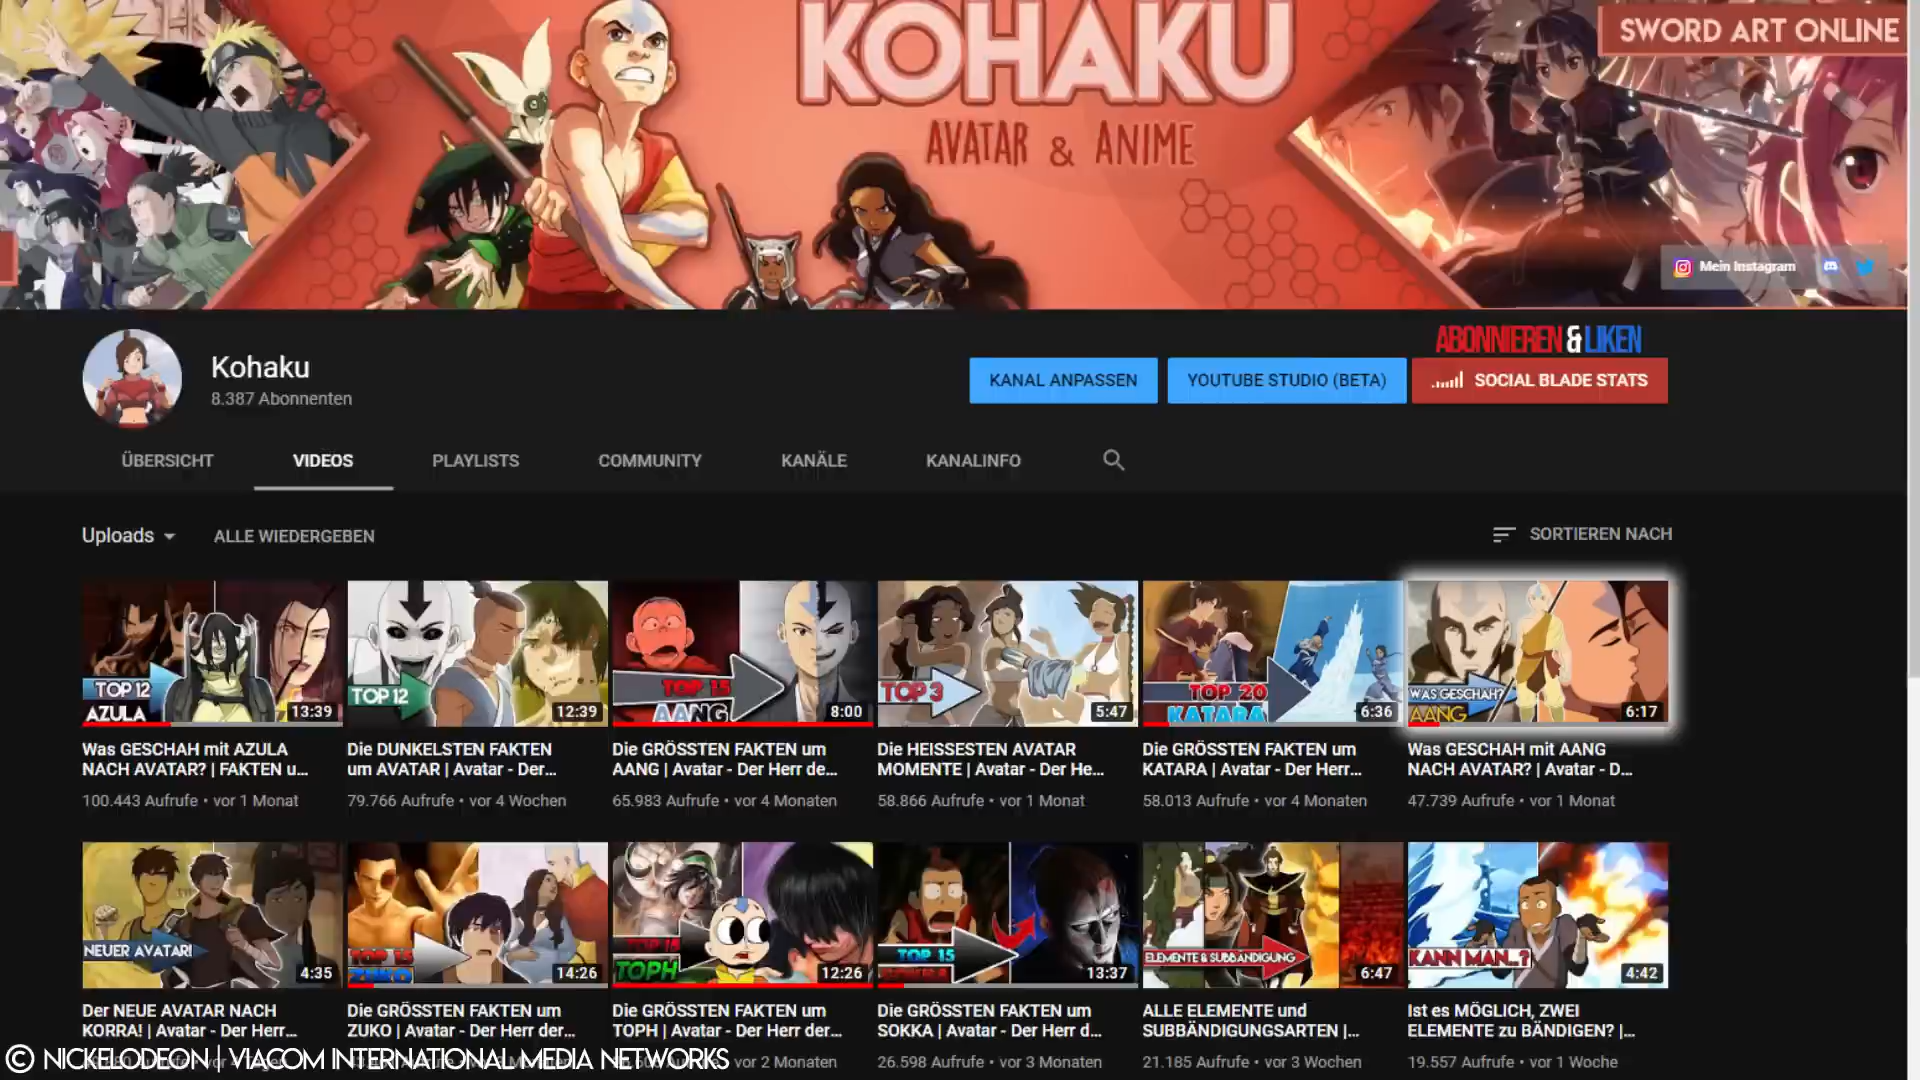 KOHAKU
SWORD ART ONLINE
AVATAR & ANIME
Mein Instagram
ABONNIEREN & LIKEN
Kohaku
8.387 Abonnenten
KANAL ANPASSEN
YOUTUBE STUDIO (BETA)
SOCIAL BLADE STATS
ÜBERSICHT
VIDEOS
PLAYLISTS
COMMUNITY
KANÄLE
KANALINFO
Uploads
ALLE WIEDERGEBEN
SORTIEREN NACH
TOP 12
AZULA
13:39
TOP 12
12:39
TOP 15
AANG
8:00
TOP 3
5:47
TOP 20
KATARA
6:36
WAS GESCHAH?
AANG
6:17
Was GESCHAH mit AZULA
NACH AVATAR? | FAKTEN u...
100.443 Aufrufe • vor 1 Monat
Die DUNKELSTEN FAKTEN
um AVATAR | Avatar - Der...
79.766 Aufrufe • vor 4 Wochen
Die GRÖSSTEN FAKTEN um
AANG | Avatar - Der Herr de...
65.983 Aufrufe • vor 4 Monaten
Die HEISSESTEN AVATAR
MOMENTE | Avatar - Der He...
58.866 Aufrufe • vor 1 Monat
Die GRÖSSTEN FAKTEN um
KATARA | Avatar - Der Herr...
58.013 Aufrufe • vor 4 Monaten
Was GESCHAH mit AANG
NACH AVATAR? | Avatar - D...
47.739 Aufrufe • vor 1 Monat
NEUER AVATAR!
4:35
TOP 15
ZUKO
14:26
TOPH
12:26
TOP 15
13:37
ELEMENTE & SUBBÄNDIGUNG
6:47
KANN MAN...?
4:42
Der NEUE AVATAR NACH
KORRA! | Avatar - Der Herr...
Die GRÖSSTEN FAKTEN um
ZUKO | Avatar - Der Herr der...
Die GRÖSSTEN FAKTEN um
TOPH | Avatar - Der Herr der...
vor 2 Monaten
Die GRÖSSTEN FAKTEN um
SOKKA | Avatar - Der Herr d...
26.598 Aufrufe • vor 3 Monaten
ALLE ELEMENTE und
SUBBÄNDIGUNGSARTEN |...
21.185 Aufrufe • vor 3 Wochen
Ist es MÖGLICH, ZWEI
ELEMENTE zu BÄNDIGEN? |...
19.557 Aufrufe • vor 1 Woche
© NICKELODEON | VIACOM INTERNATIONAL MEDIA NETWORKS